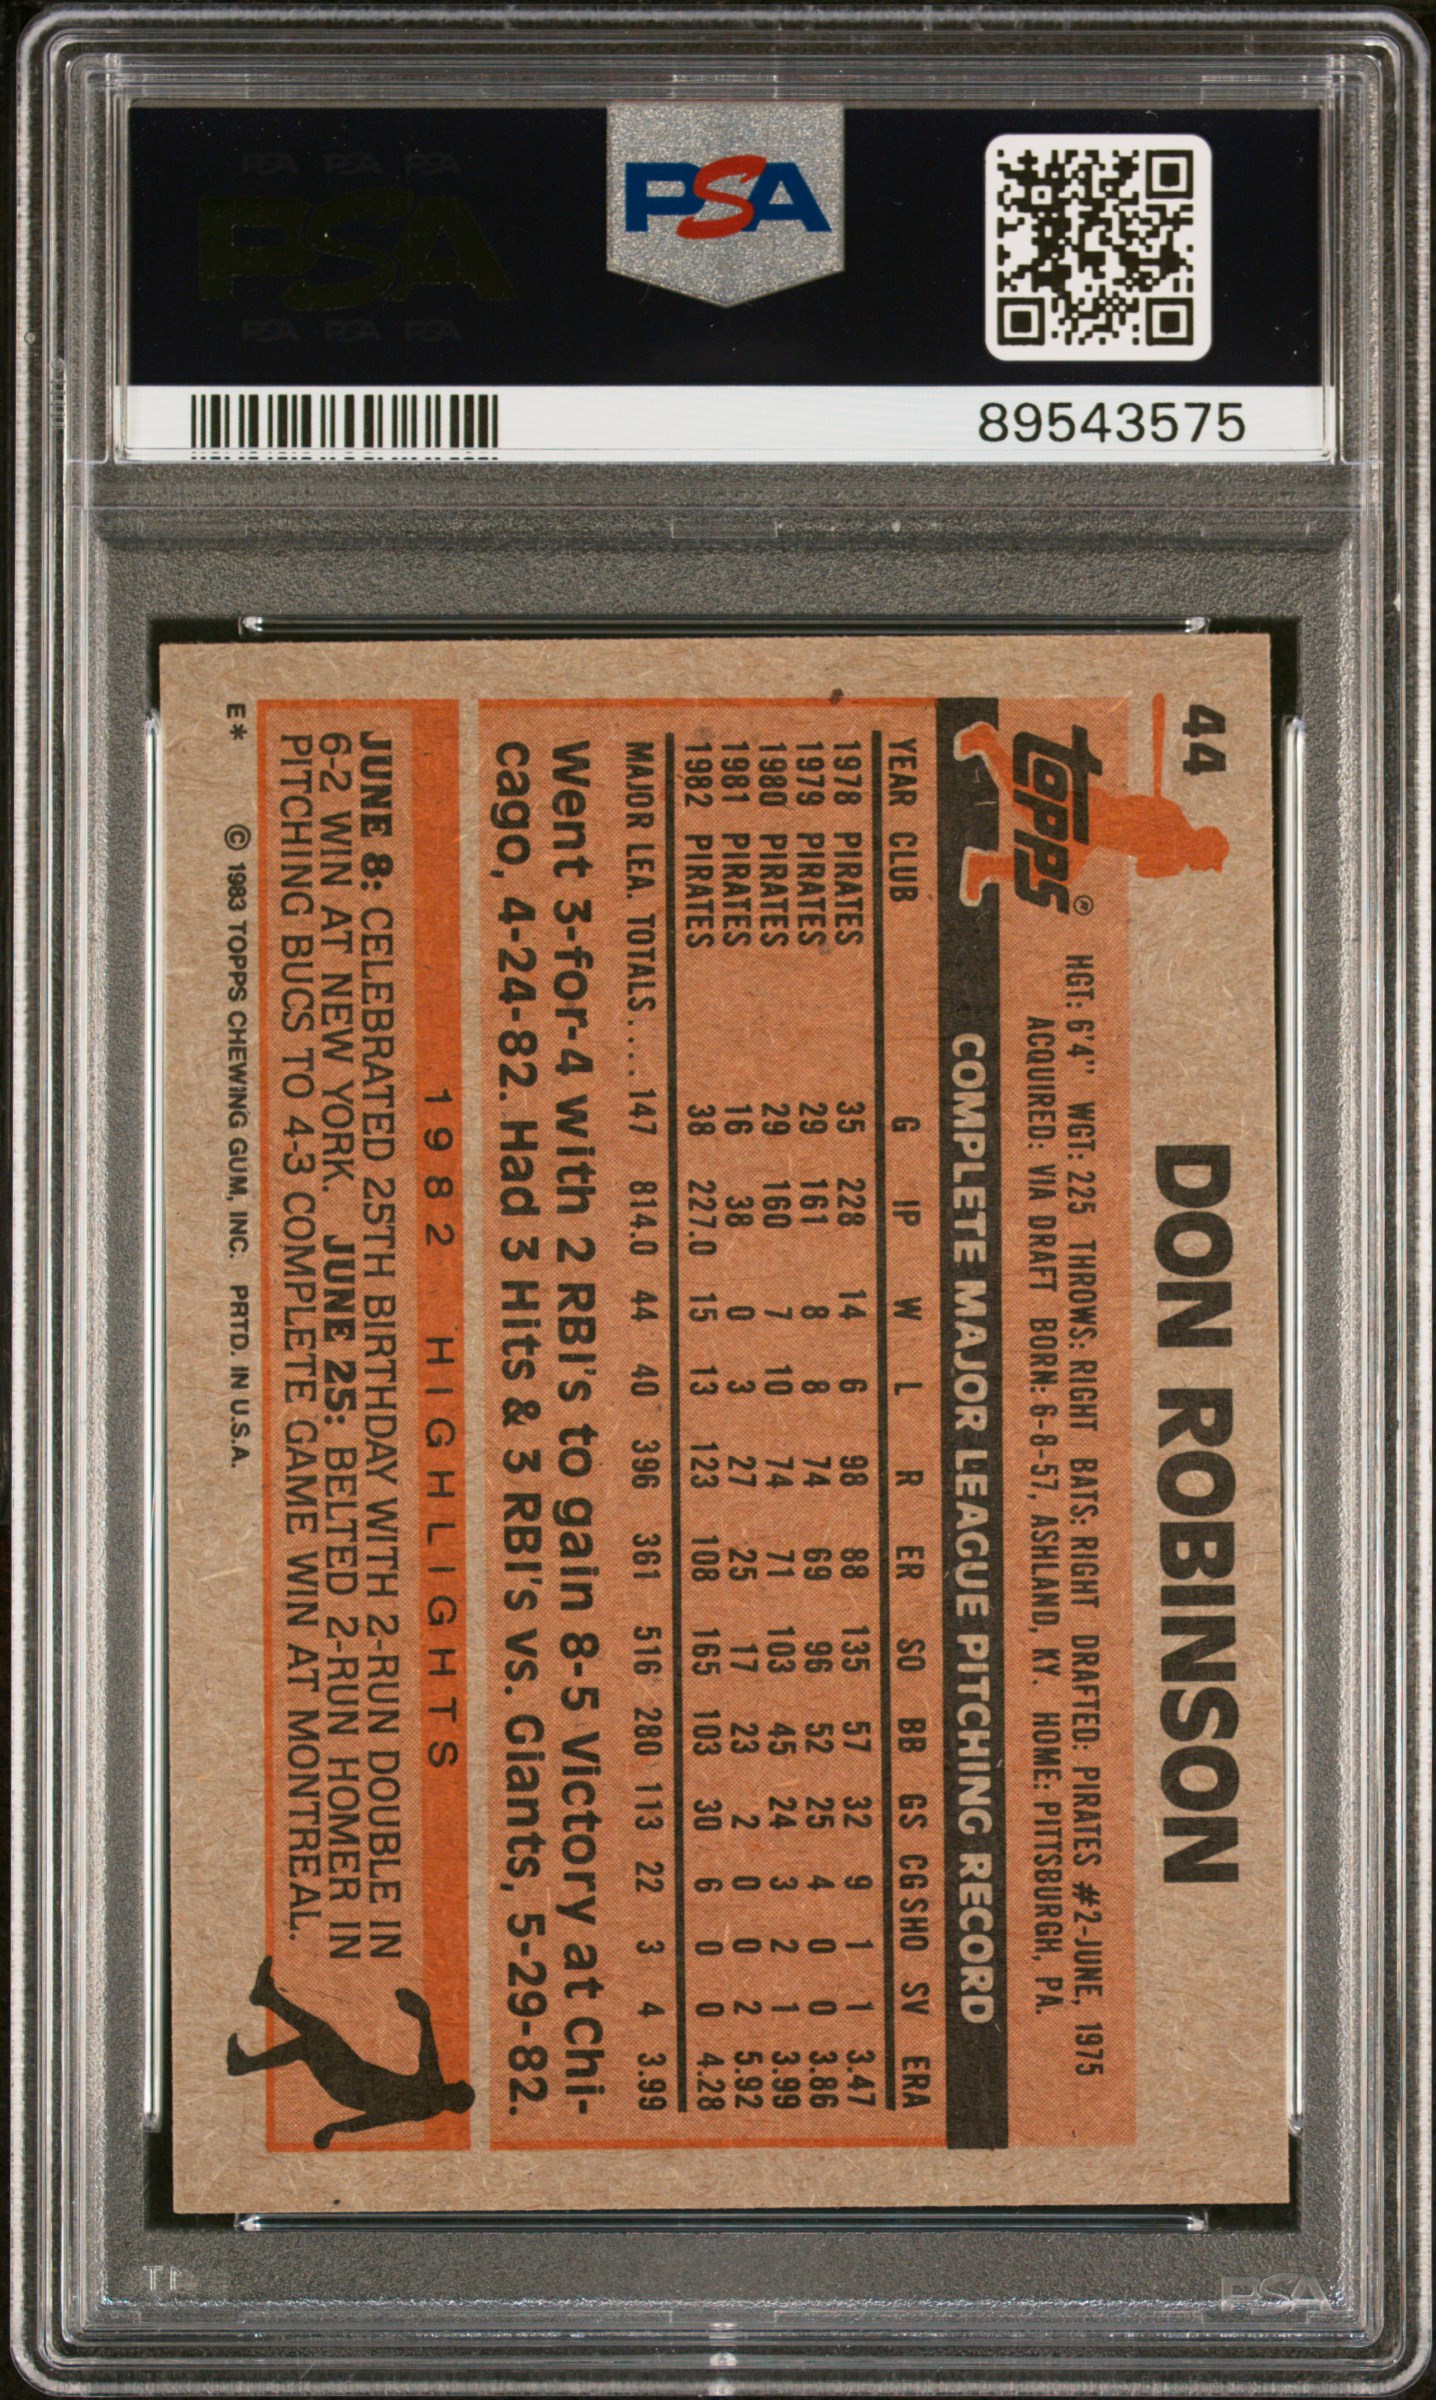 PSA PSA PSA
PSA
PSA PSA PSA
PSA
89543575
44
DON ROBINSON
Topps®
HGT: 6'4" WGT: 225 THROWS: RIGHT BATS: RIGHT DRAFTED: PIRATES #2-JUNE, 1975
ACQUIRED: VIA DRAFT BORN: 6-8-57, ASHLAND, KY. HOME: PITTSBURGH, PA.
COMPLETE MAJOR LEAGUE PITCHING RECORD
YEAR CLUB G IP W L R ER SO BB GS CG SHO SV ERA
1978 PIRATES 35 228 14 6 98 88 135 57 32 9 1 1 3.47
1979 PIRATES 29 161 8 8 74 69 96 52 25 4 0 0 3.86
1980 PIRATES 29 160 7 10 74 71 103 45 24 3 2 1 3.99
1981 PIRATES 16 38 0 3 27 25 17 23 2 0 0 2 5.92
1982 PIRATES 38 227.0 15 13 123 108 165 103 30 6 0 0 4.28
MAJOR LEA. TOTALS.... 147 814.0 44 40 396 361 516 280 113 22 3 4 3.99
Went 3-for-4 with 2 RBI's to gain 8-5 Victory at Chi-
cago, 4-24-82. Had 3 Hits & 3 RBI's vs. Giants, 5-29-82.
1982 HIGHLIGHTS
JUNE 8: CELEBRATED 25TH BIRTHDAY WITH 2-RUN DOUBLE IN
6-2 WIN AT NEW YORK. JUNE 25: BELTED 2-RUN HOMER IN
PITCHING BUCS TO 4-3 COMPLETE GAME WIN AT MONTREAL.
E* © 1983 TOPPS CHEWING GUM, INC. PRTD. IN U.S.A.
PSA